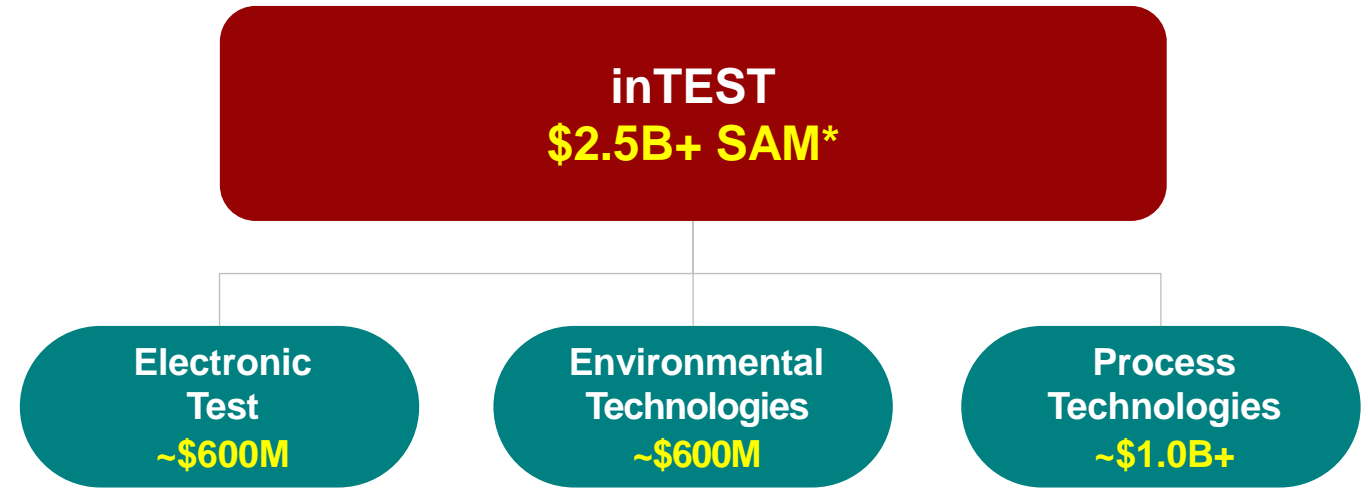 inTEST
$2.5B+ SAM*
Electronic
Test
~$600M
Environmental
Technologies
~$600M
Process
Technologies
~$1.0B+